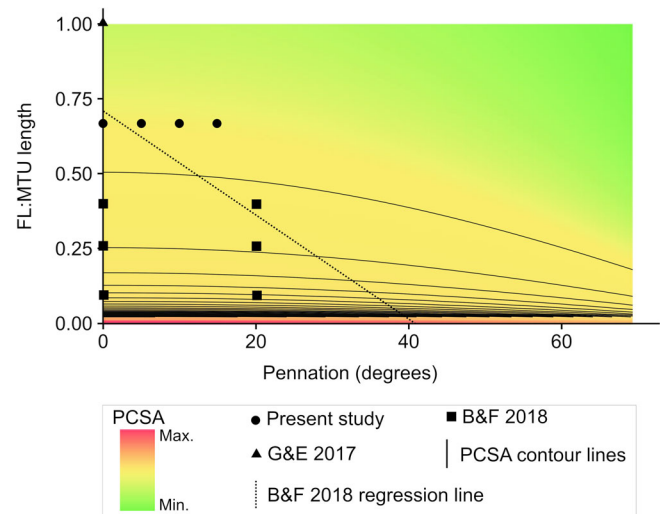 1.00
0.75
0.50
0.25
0.00
FL:MTU length
0 20 40 60
Pennation (degrees)
PCSA
Max.
Min.
Present study
B&F 2018
G&E 2017
PCSA contour lines
B&F 2018 regression line